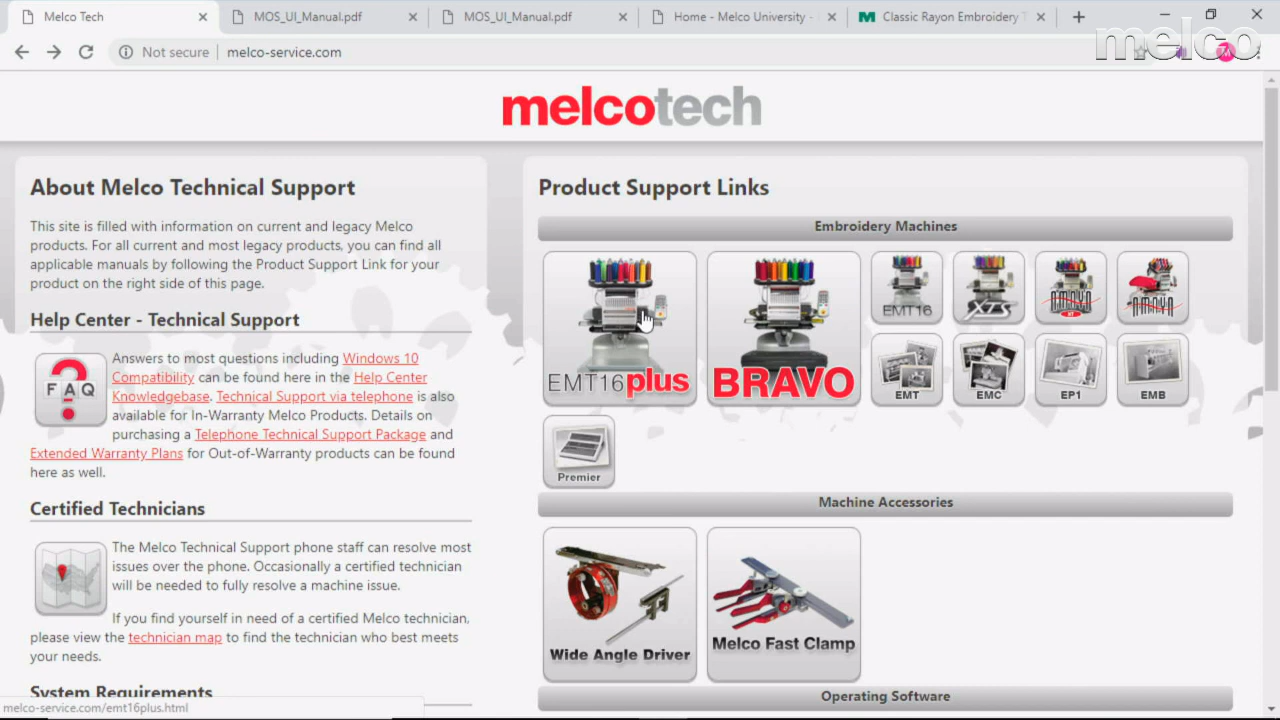 Melco Tech
MOS_UI_Manual.pdf
MOS_UI_Manual.pdf
Home - Melco University -
Classic Rayon Embroidery T
Not secure
melco-service.com
melco
melcotech
About Melco Technical Support
This site is filled with information on current and legacy Melco
products. For all current and most legacy products, you can find all
applicable manuals by following the Product Support Link for your
product on the right side of this page.
Help Center - Technical Support
FAQ
Answers to most questions including Windows 10
Compatibility can be found here in the Help Center
Knowledgebase. Technical Support via telephone is also
available for In-Warranty Melco Products. Details on
purchasing a Telephone Technical Support Package and
Extended Warranty Plans for Out-of-Warranty products can be found
here as well.
Certified Technicians
The Melco Technical Support phone staff can resolve most
issues over the phone. Occasionally a certified technician
will be needed to fully resolve a machine issue.
If you find yourself in need of a certified Melco technician,
please view the technician map to find the technician who best meets
your needs.
System Requirements
melco-service.com/emt16plus.html
Product Support Links
Embroidery Machines
EMT16plus
BRAVO
EMT16
XTS
AMAYA
XT
AMAYA
EMT
EMC
EP1
EMB
Premier
Machine Accessories
Wide Angle Driver
Melco Fast Clamp
Operating Software